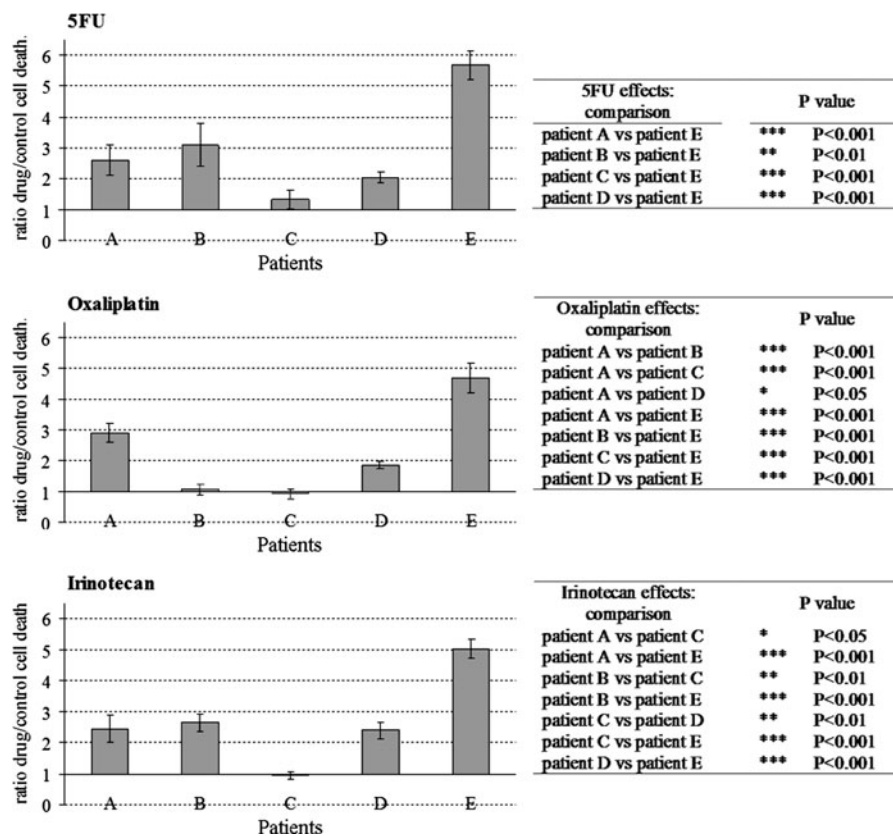 5FU
ratio drug/control cell death.
6
5
4
3
2
1
0
A B C D E
Patients
5FU effects:
comparison
P value
patient A vs patient E *** P<0.001
patient B vs patient E ** P<0.01
patient C vs patient E *** P<0.001
patient D vs patient E *** P<0.001
Oxaliplatin
ratio drug/control cell death.
6
5
4
3
2
1
0
A B C D E
Patients
Oxaliplatin effects:
comparison
P value
patient A vs patient B *** P<0.001
patient A vs patient C *** P<0.001
patient A vs patient D * P<0.05
patient A vs patient E *** P<0.001
patient B vs patient E *** P<0.001
patient C vs patient E *** P<0.001
patient D vs patient E *** P<0.001
Irinotecan
ratio drug/control cell death
6
5
4
3
2
1
0
A B C D E
Patients
Irinotecan effects:
comparison
P value
patient A vs patient C * P<0.05
patient A vs patient E *** P<0.001
patient B vs patient C ** P<0.01
patient B vs patient E *** P<0.001
patient C vs patient D ** P<0.01
patient C vs patient E *** P<0.001
patient D vs patient E *** P<0.001